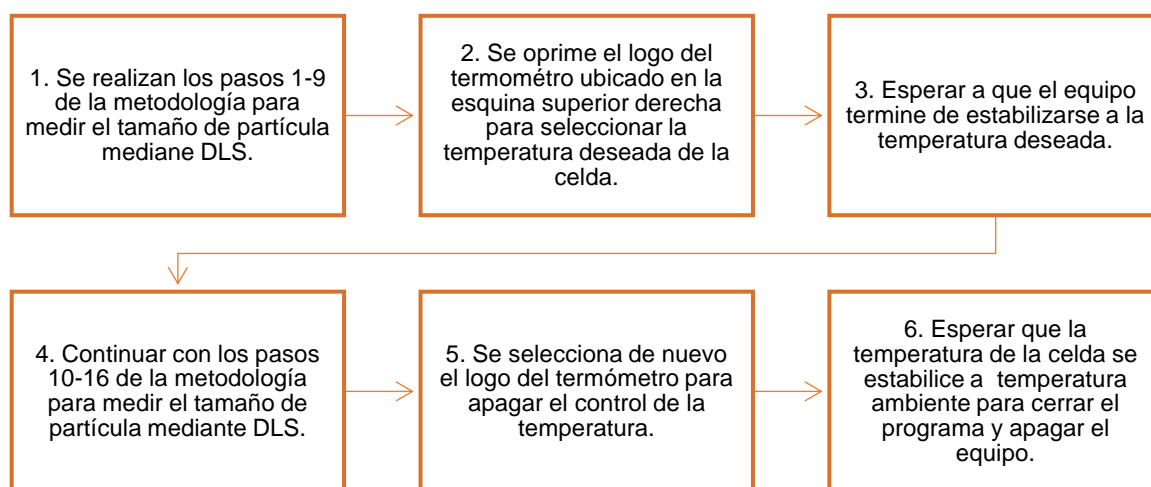 1. Se realizan los pasos 1-9
de la metodología para
medir el tamaño de partícula
mediane DLS.
2. Se oprime el logo del
termométro ubicado en la
esquina superior derecha
para seleccionar la
temperatura deseada de la
celda.
3. Esperar a que el equipo
termine de estabilizarse a la
temperatura deseada.
4. Continuar con los pasos
10-16 de la metodología
para medir el tamaño de
partícula mediante DLS.
5. Se selecciona de nuevo
el logo del termómetro para
apagar el control de la
temperatura.
6. Esperar que la
temperatura de la celda se
estabilice a temperatura
ambiente para cerrar el
programa y apagar el
equipo.